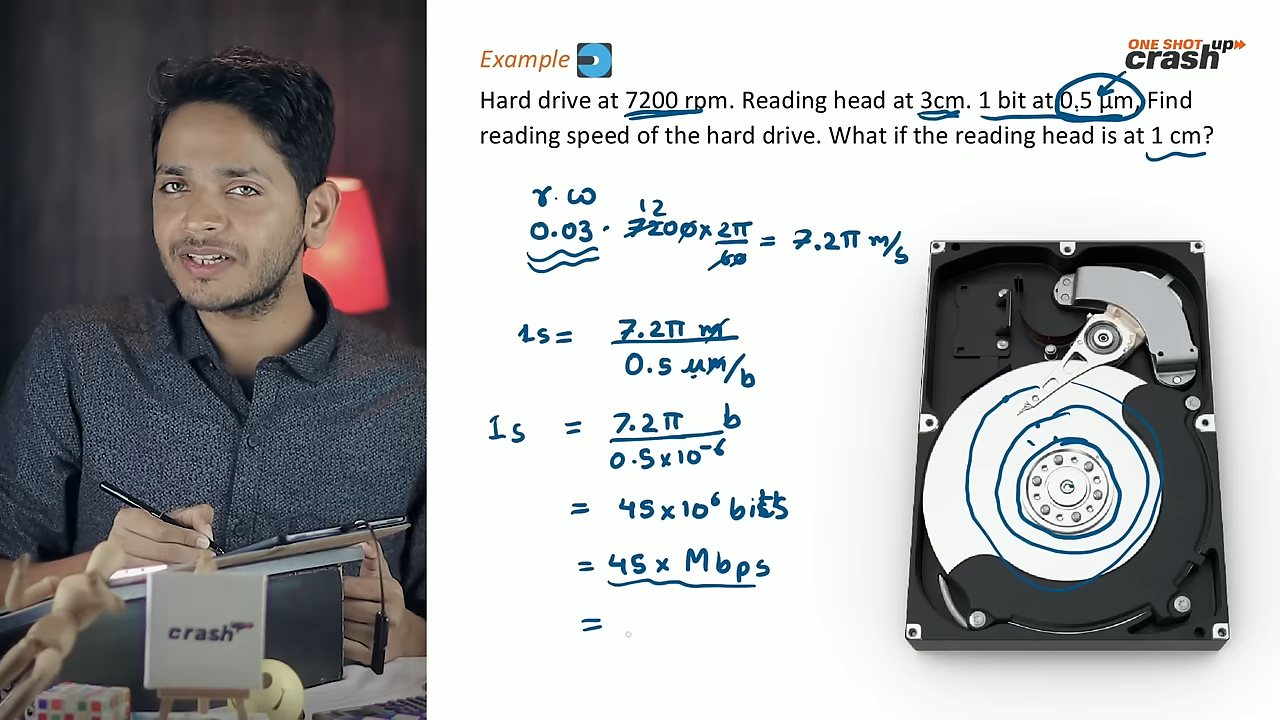 ONE SHOT
crash up
Example
Hard drive at 7200 rpm. Reading head at 3cm. 1 bit at 0.5 μm. Find
reading speed of the hard drive. What if the reading head is at 1 cm?
r · ω
12
0.03 · 7200 × 2π/60 = 7.2π m/s
1s = 7.2π m / 0.5 μm/b
1s = 7.2π b / 0.5×10⁻⁶
= 45×10⁶ bits
= 45 × Mbps
=
crash up